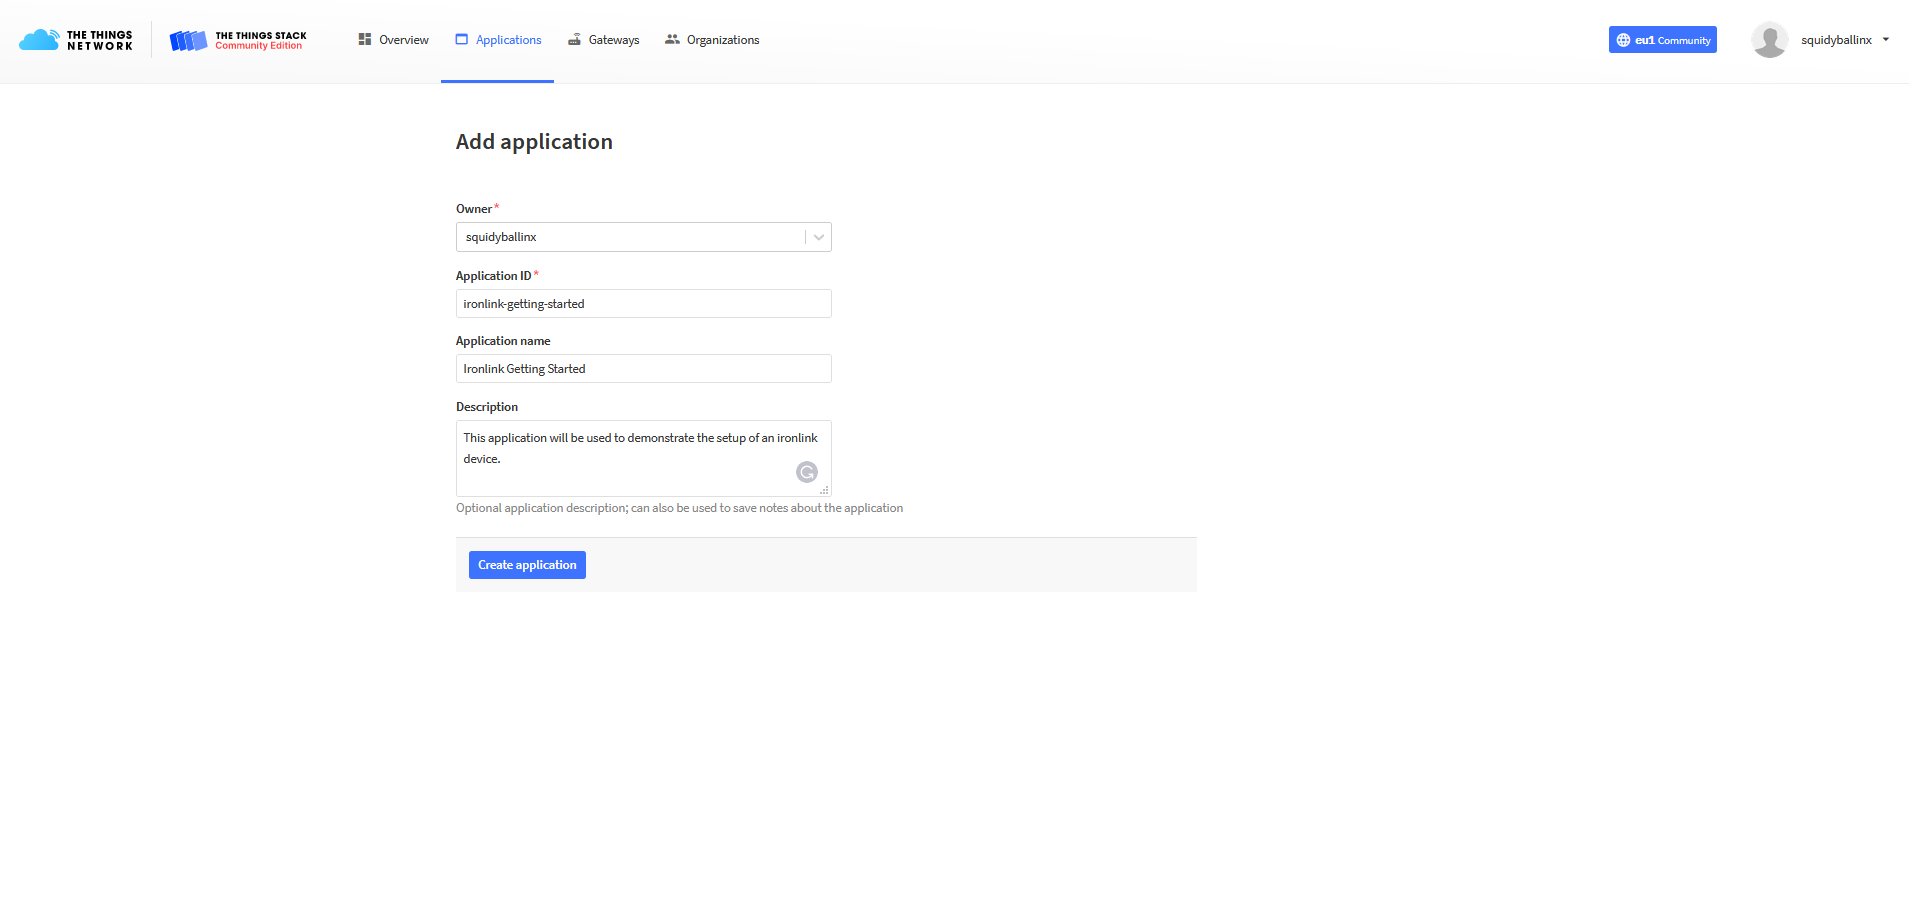 THE THINGS
NETWORK
THE THINGS STACK
Community Edition
Overview
Applications
Gateways
Organizations
eu1 Community
squidyballinx
Add application
Owner*
squidyballinx
Application ID*
ironlink-getting-started
Application name
Ironlink Getting Started
Description
This application will be used to demonstrate the setup of an ironlink
device.
Optional application description; can also be used to save notes about the application
Create application